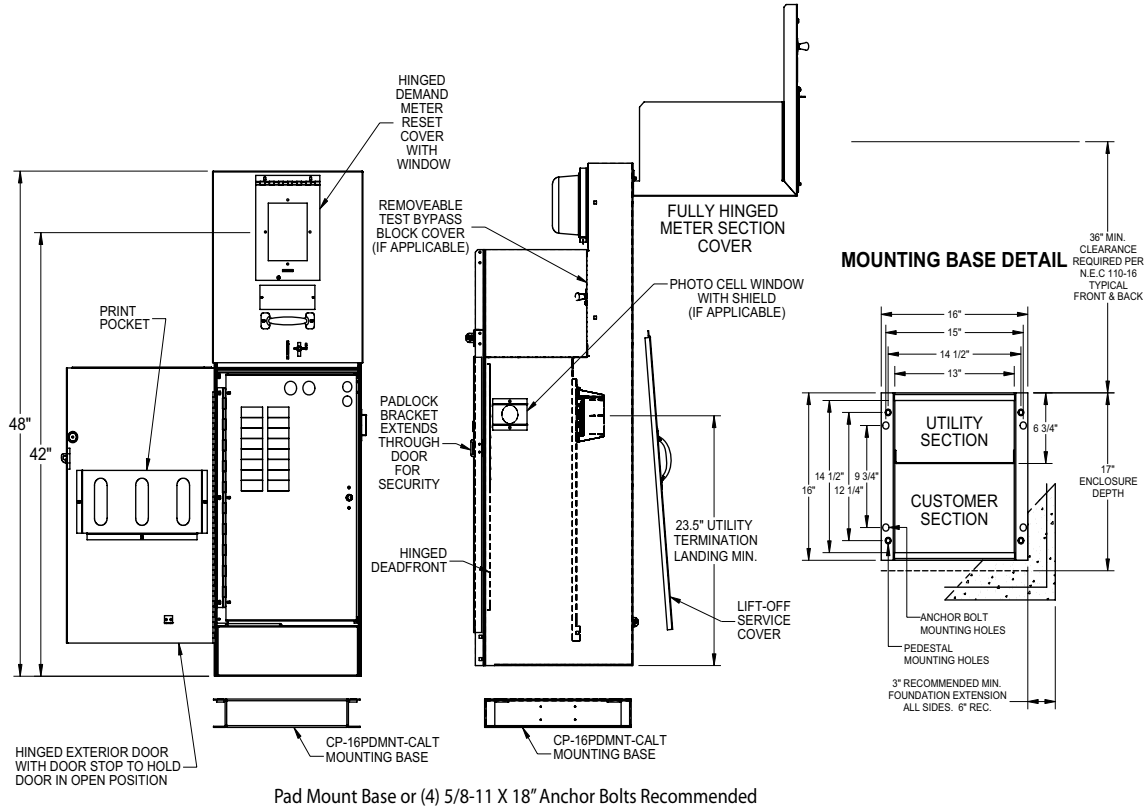 HINGED
DEMAND
METER
RESET
COVER
WITH
WINDOW
REMOVEABLE
TEST BYPASS
BLOCK COVER
(IF APPLICABLE)
FULLY HINGED
METER SECTION
COVER
PHOTO CELL WINDOW
WITH SHIELD
(IF APPLICABLE)
PRINT
POCKET
48"
42"
PADLOCK
BRACKET
EXTENDS
THROUGH
DOOR
FOR
SECURITY
HINGED
DEADFRONT
23.5" UTILITY
TERMINATION
LANDING MIN.
LIFT-OFF
SERVICE
COVER
HINGED EXTERIOR DOOR
WITH DOOR STOP TO HOLD
DOOR IN OPEN POSITION
CP-16PDMNT-CALT
MOUNTING BASE
CP-16PDMNT-CALT
MOUNTING BASE
MOUNTING BASE DETAIL
36" MIN.
CLEARANCE
REQUIRED PER
N.E.C 110-16
TYPICAL
FRONT & BACK
16"
15"
14 1/2"
13"
UTILITY
SECTION
6 3/4"
CUSTOMER
SECTION
16"
14 1/2"
12 1/4"
9 3/4"
17"
ENCLOSURE
DEPTH
ANCHOR BOLT
MOUNTING HOLES
PEDESTAL
MOUNTING HOLES
3" RECOMMENDED MIN.
FOUNDATION EXTENSION
ALL SIDES. 6" REC.
Pad Mount Base or (4) 5/8-11 X 18" Anchor Bolts Recommended